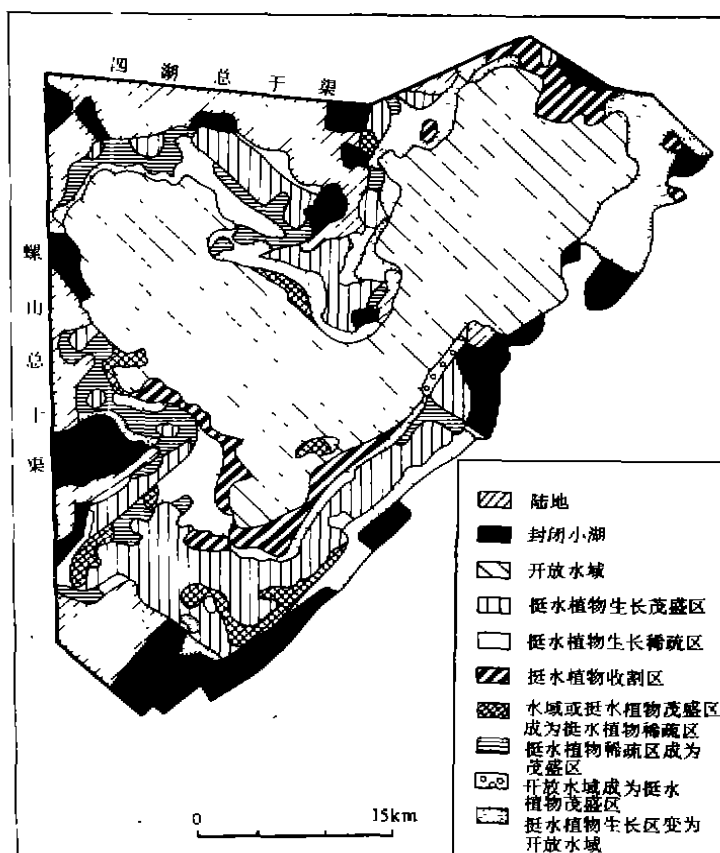 四湖总干渠
螺山总干渠
陆地
封闭小湖
开放水域
挺水植物生长茂盛区
挺水植物生长稀疏区
挺水植物收割区
水域或挺水植物茂盛区
成为挺水植物稀疏区
挺水植物稀疏区成为
茂盛区
开放水域成为挺水
植物茂盛区
挺水植物生长区变为
开放水域
0 15km